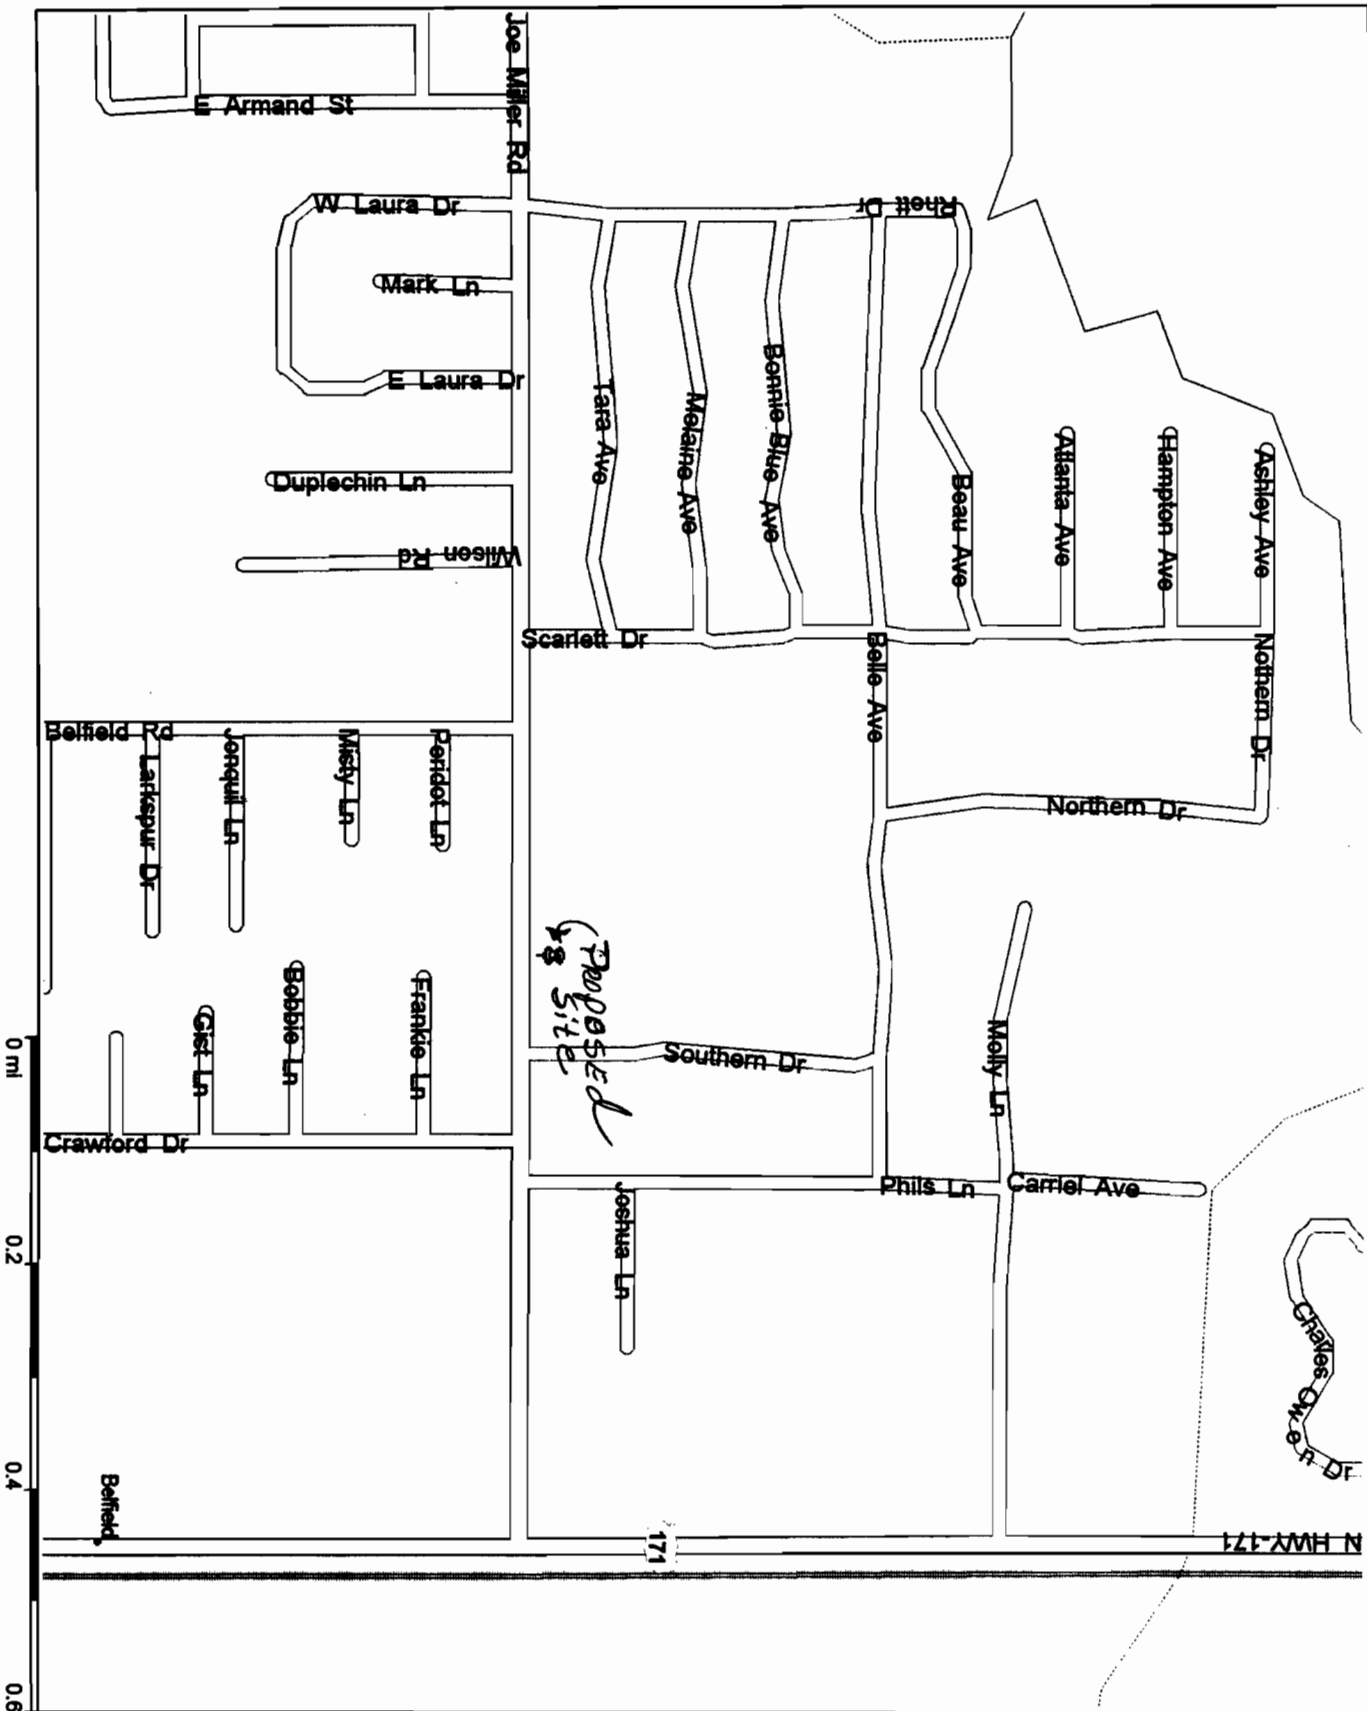 Joe Miller Rd
E Armand St
W Laura Dr
Rhett Dr
Mark Ln
E Laura Dr
Tara Ave
Melaine Ave
Bonnie Blue Ave
Beau Ave
Atlanta Ave
Hampton Ave
Ashley Ave
Duplechin Ln
Wilson Rd
Scarlett Dr
Belle Ave
Nothern Dr
Belfield Rd
Larkspur Dr
Jonquil Ln
Misty Ln
Peridot Ln
Northern Dr
Proposed
Site
Gist Ln
Bobbie Ln
Frankie Ln
Southern Dr
Molly Ln
0 mi
Crawford Dr
Phils Ln
Carriel Ave
Joshua Ln
0.2
Charles Owen Dr
0.4
Belfield
171
N HWY-171
0.6